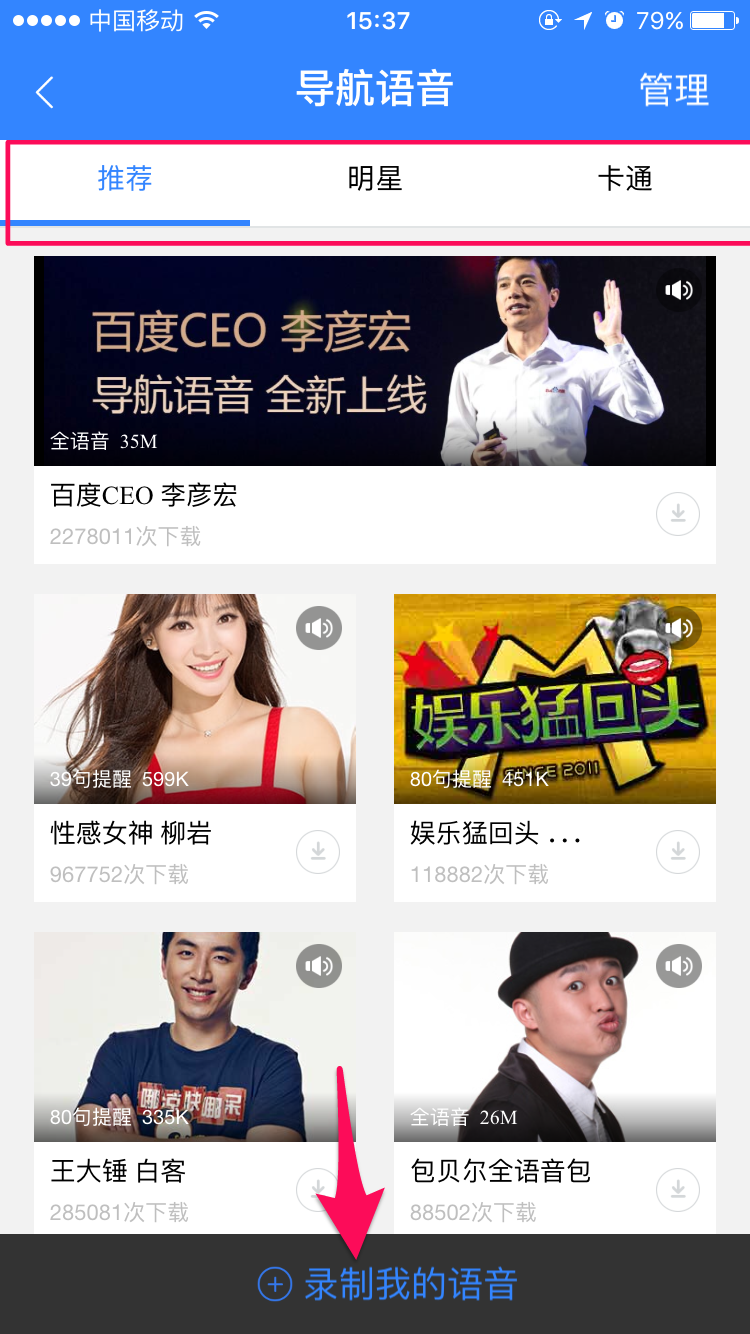 中国移动 15:37 79%
导航语音 管理
推荐 明星 卡通
百度CEO 李彦宏
导航语音 全新上线
全语音 35M
百度CEO 李彦宏
2278011次下载
39句提醒 599K
性感女神 柳岩
967752次下载
娱乐猛回头
SINCE 2011
80句提醒 451K
娱乐猛回头 ...
118882次下载
80句提醒 335K
王大锤 白客
285081次下载
全语音 26M
包贝尔全语音包
88502次下载
录制我的语音